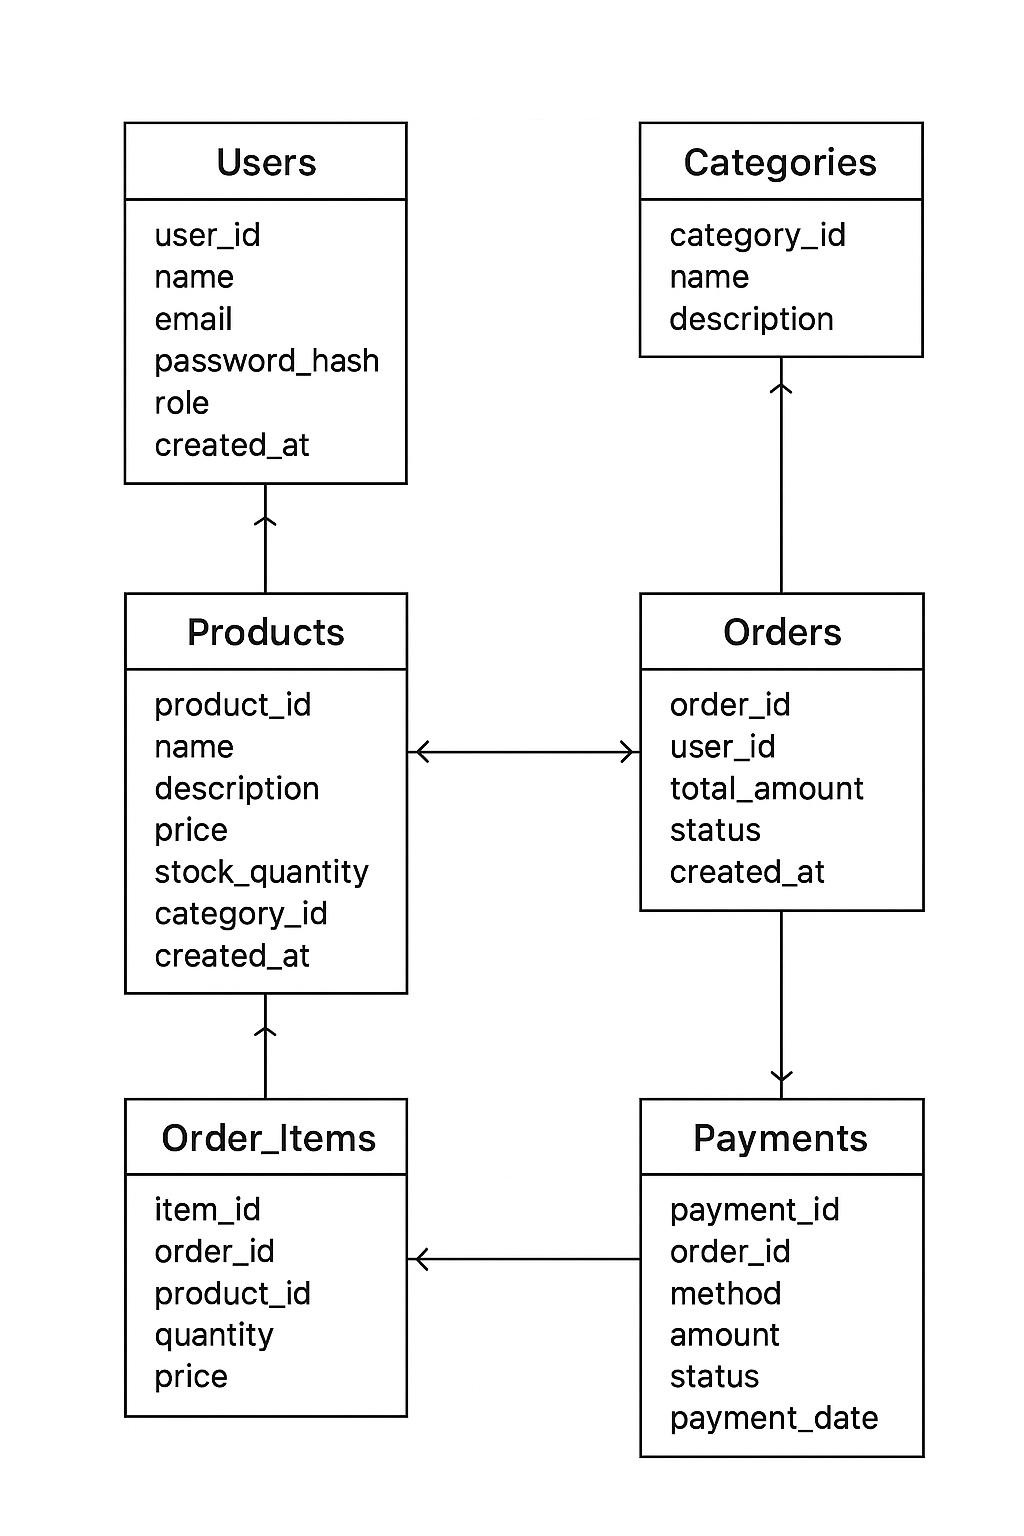 Users
user_id
name
email
password_hash
role
created_at
Categories
category_id
name
description
Products
product_id
name
description
price
stock_quantity
category_id
created_at
Orders
order_id
user_id
total_amount
status
created_at
Order_Items
item_id
order_id
product_id
quantity
price
Payments
payment_id
order_id
method
amount
status
payment_date